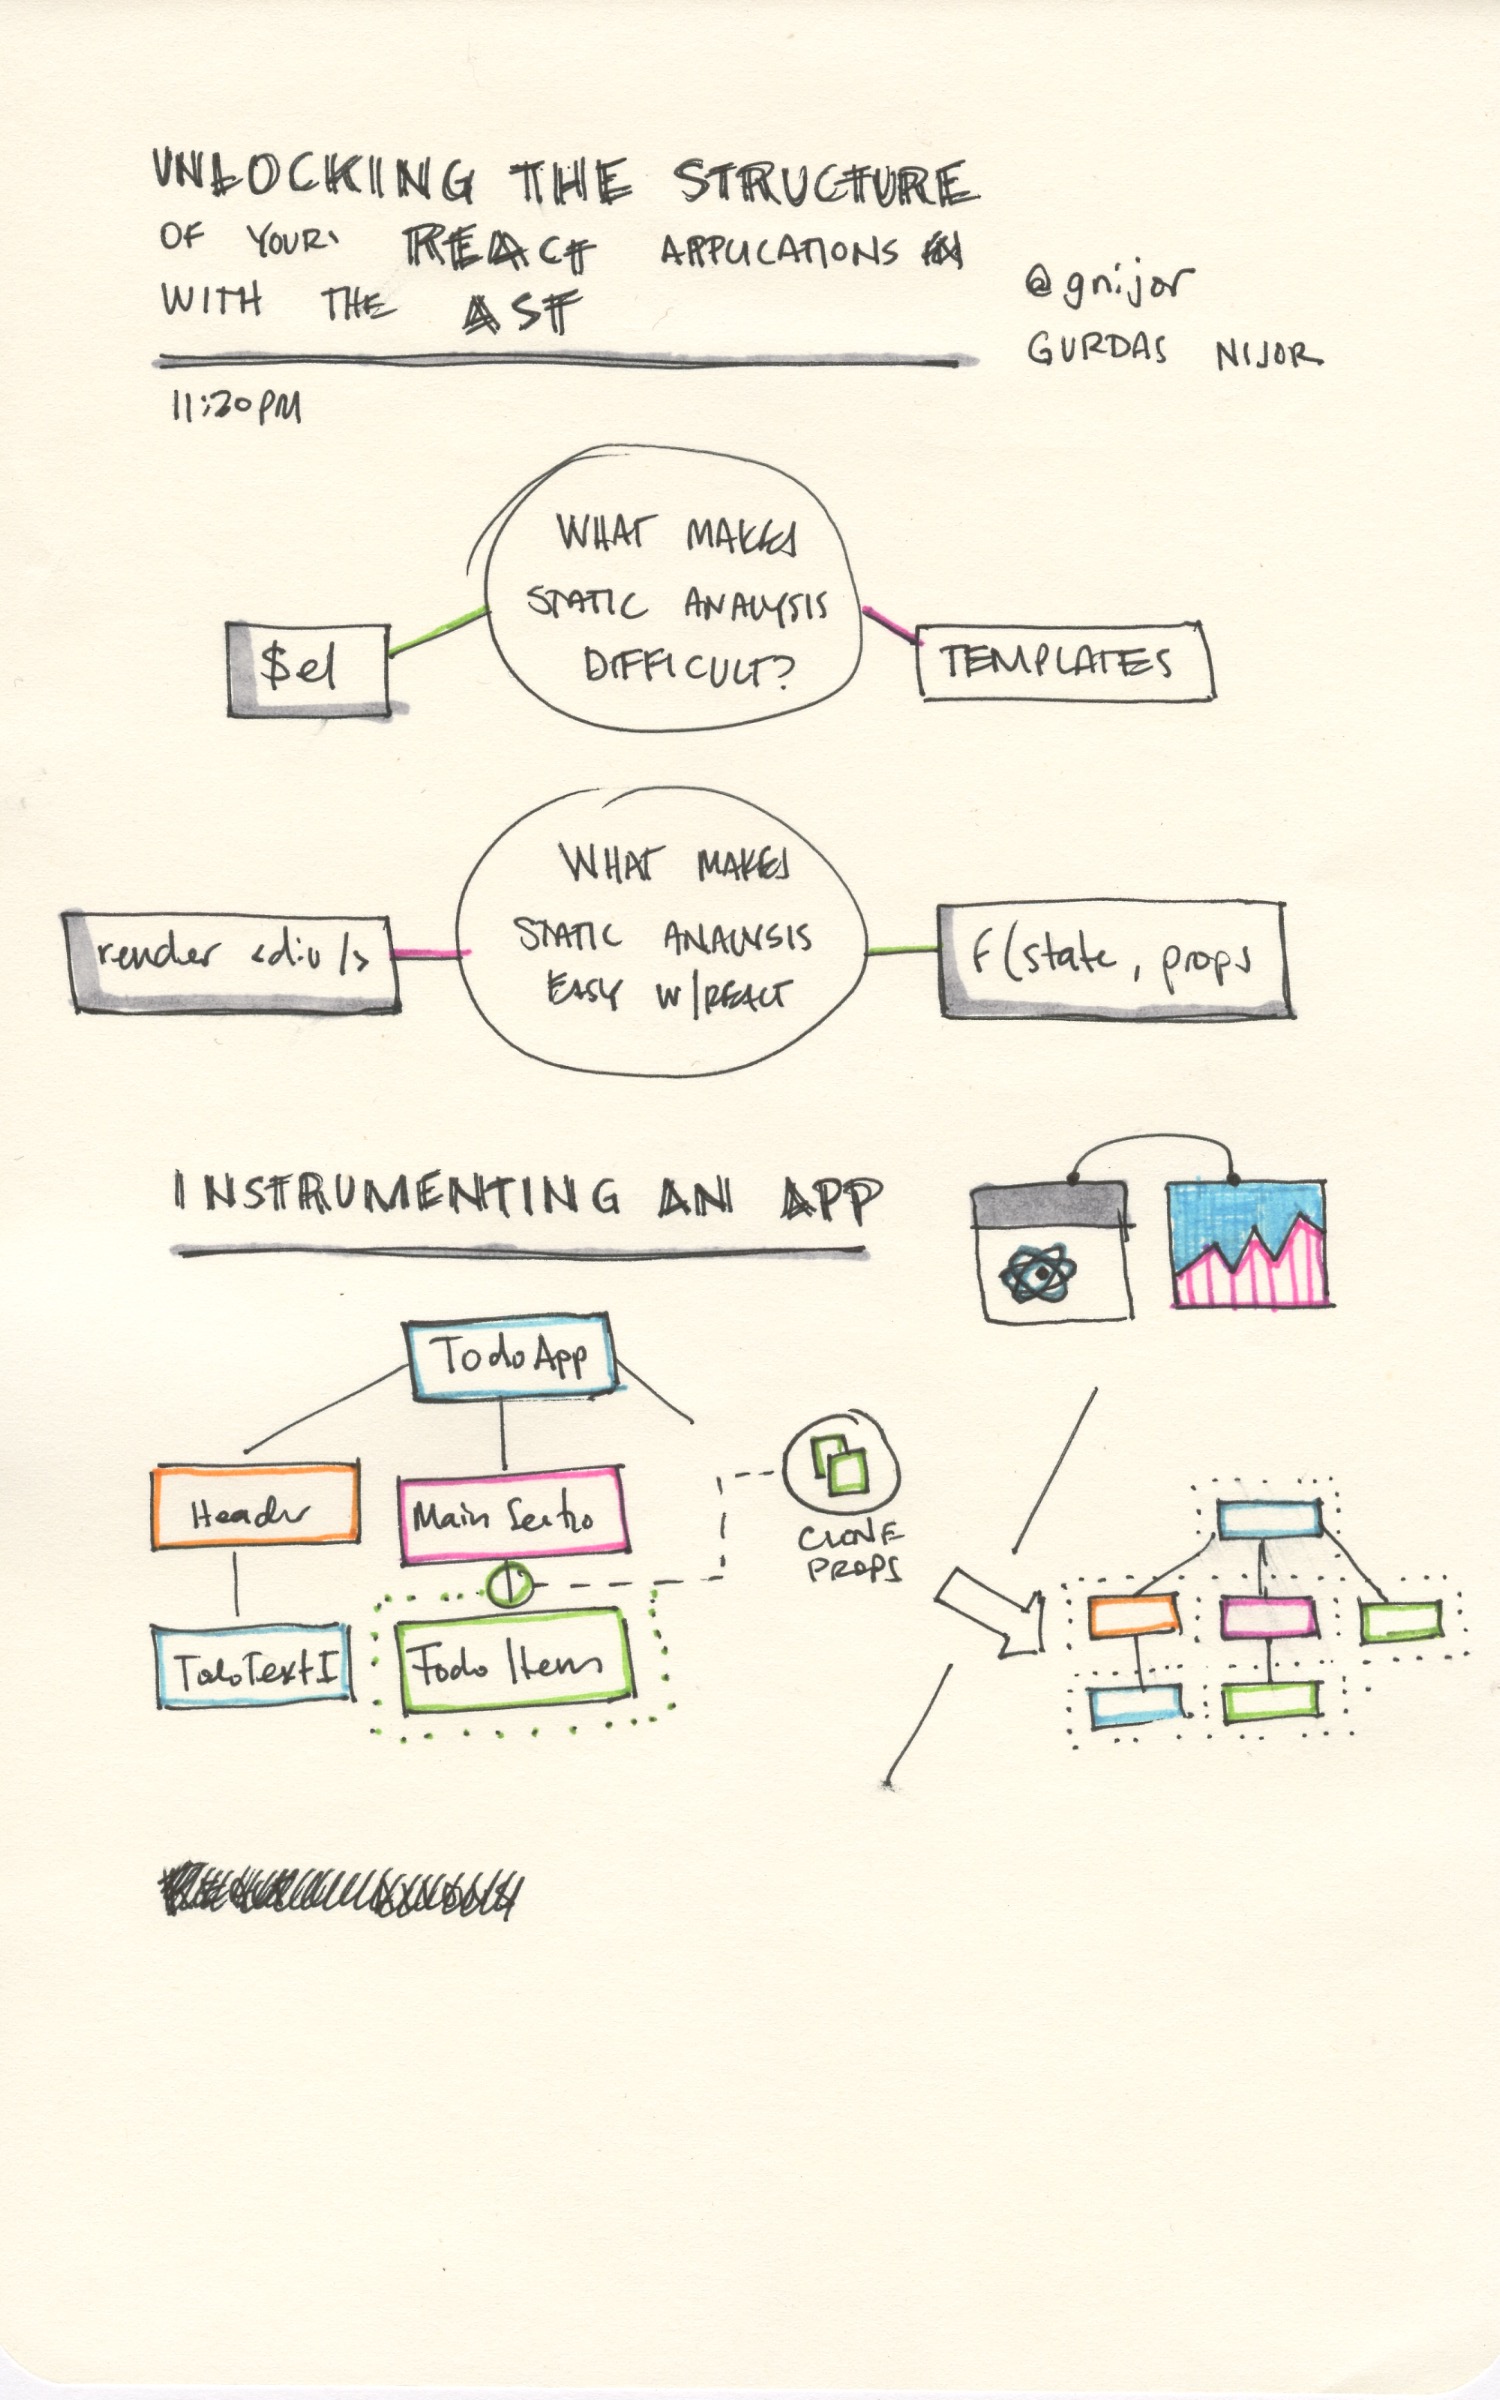 UNLOCKING THE STRUCTURE
OF YOUR REACT APPLICATIONS
WITH THE AST
@gnijor
GURDAS NIJOR
11:20PM
WHAT MAKES
STATIC ANALYSIS
DIFFICULT?
$el
TEMPLATES
WHAT MAKES
STATIC ANALYSIS
EASY W/REACT
render <div/>
f(state, props
INSTRUMENTING AN APP
TodoApp
Header
Main Sectio
CLONE
PROPS
TodoTextI
Todo Item